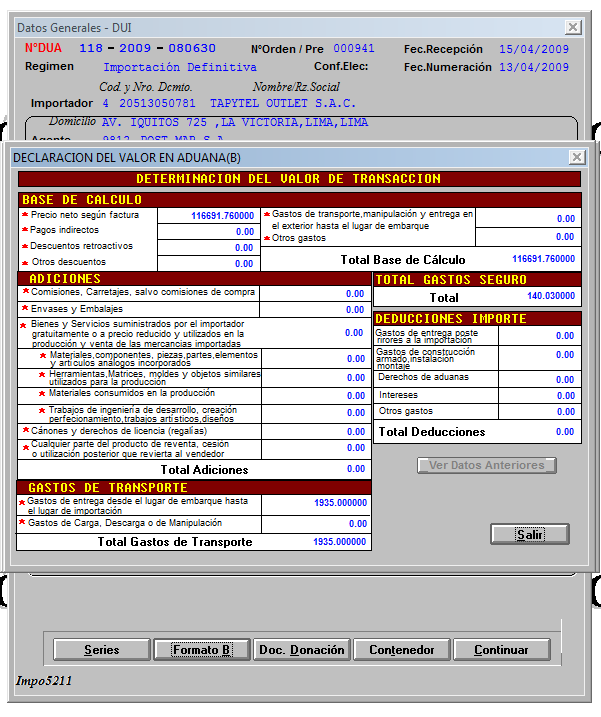 Datos Generales - DUI
NºDUA 118 - 2009 - 080630 NºOrden / Pre 000941 Fec.Recepción 15/04/2009
Regimen Importación Definitiva Conf.Elec: Fec.Numeración 13/04/2009
Cod. y Nro. Dcmto. Nombre/Rz.Social
Importador 4 20513050781 TAPYTEL OUTLET S.A.C.
Domicilio AV. IQUITOS 725 ,LA VICTORIA,LIMA,LIMA
DECLARACION DEL VALOR EN ADUANA(B)
DETERMINACION DEL VALOR DE TRANSACCION
BASE DE CALCULO
* Precio neto según factura 116691.760000
* Pagos indirectos 0.00
* Descuentos retroactivos 0.00
* Otros descuentos 0.00
* Gastos de transporte,manipulación y entrega en
el exterior hasta el lugar de embarque 0.00
* Otros gastos 0.00
Total Base de Cálculo 116691.760000
ADICIONES
* Comisiones, Carretajes, salvo comisiones de compra 0.00
* Envases y Embalajes 0.00
* Bienes y Servicios suministrados por el importador
gratuitamente o a precio reducido y utilizados en la
producción y venta de las mercancias importadas 0.00
* Materiales,componentes, piezas,partes,elementos
y articulos análogos incorporados 0.00
* Herramientas,Matrices, moldes y objetos similares
utilizados para la producción 0.00
* Materiales consumidos en la producción 0.00
* Trabajos de ingeniería de desarrollo, creación
perfecionamiento,trabajos artísticos,diseños 0.00
* Cánones y derechos de licencia (regalías) 0.00
* Cualquier parte del producto de reventa, cesión
o utilización posterior que revierta al vendedor 0.00
Total Adiciones 0.00
GASTOS DE TRANSPORTE
* Gastos de entrega desde el lugar de embarque hasta
el lugar de importación 1935.000000
* Gastos de Carga, Descarga o de Manipulación 0.00
Total Gastos de Transporte 1935.000000
TOTAL GASTOS SEGURO
Total 140.030000
DEDUCCIONES IMPORTE
Gastos de entrega poste
riores a la importación 0.00
Gastos de construcción
armado,instalación
montaje 0.00
Derechos de aduanas 0.00
Intereses 0.00
Otros gastos 0.00
Total Deducciones 0.00
Ver Datos Anteriores
Salir
Series Formato B Doc. Donación Contenedor Continuar
Impo5211